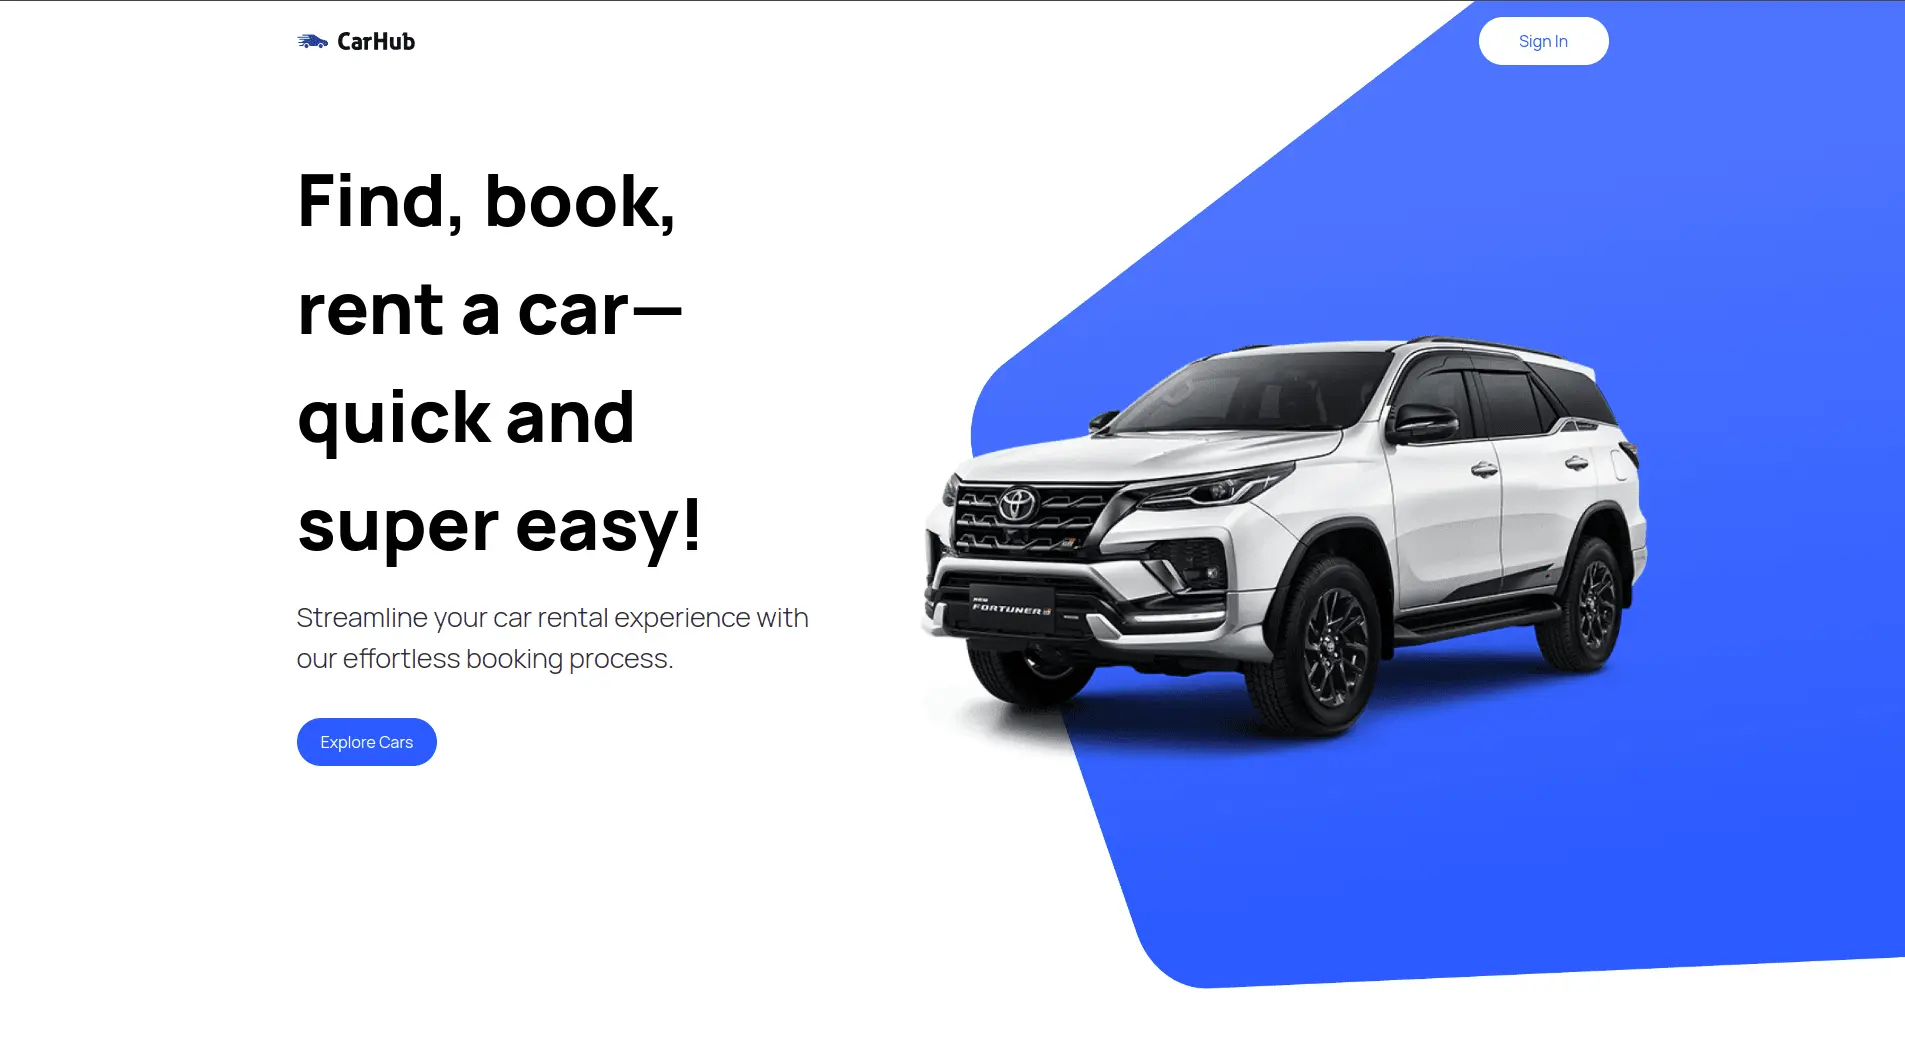 CarHub
Sign In
Find, book,
rent a car—
quick and
super easy!
Streamline your car rental experience with
our effortless booking process.
Explore Cars
NEW
FORTUNER